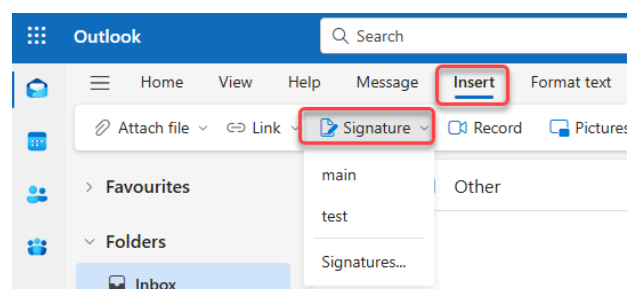 Outlook Search
Home View Help Message Insert Format text
Attach file Link Signature Record Pictures
Favourites main Other
test
Folders
Signatures...
Inbox